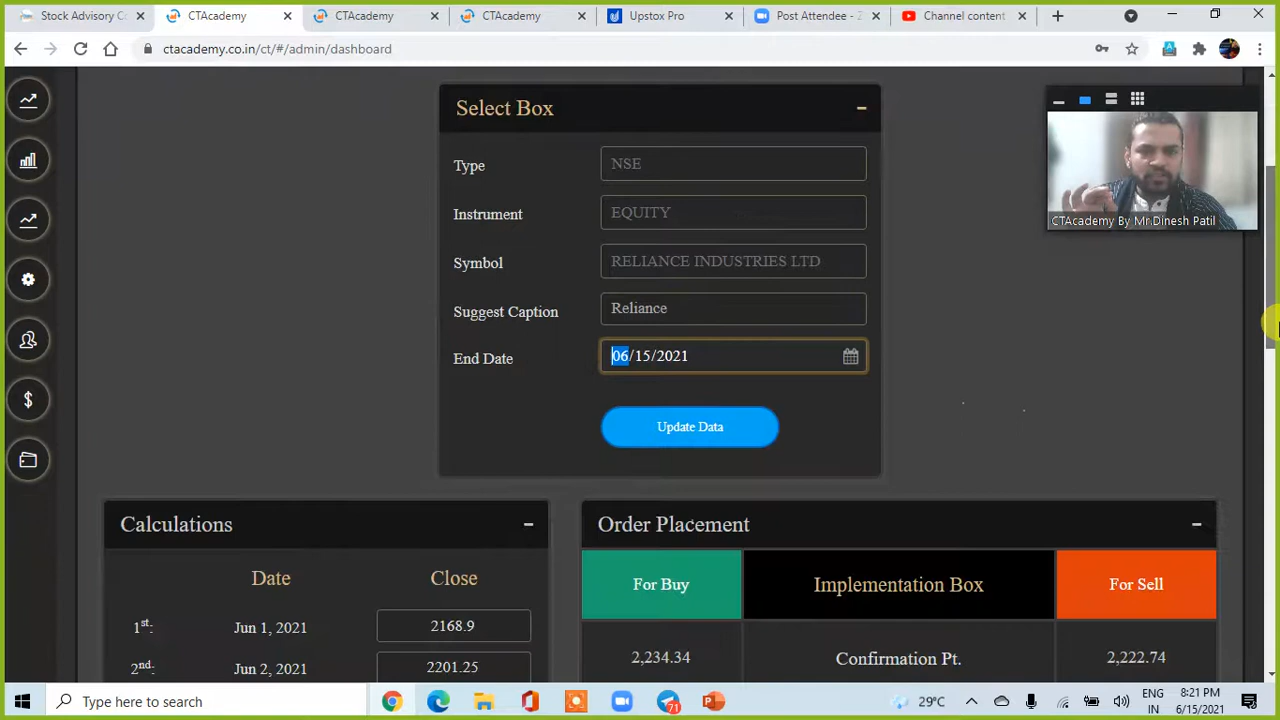 Stock Advisory C
CTAcademy
CTAcademy
CTAcademy
Upstox Pro
Post Attendee - Z
Channel content
ctacademy.co.in/ct/#/admin/dashboard
Select Box
Type
NSE
Instrument
EQUITY
Symbol
RELIANCE INDUSTRIES LTD
Suggest Caption
Reliance
End Date
06/15/2021
Update Data
CTAcademy By Mr.Dinesh Patil
Calculations
Date
Close
1st:
Jun 1, 2021
2168.9
2nd:
Jun 2, 2021
2201.25
Order Placement
For Buy
Implementation Box
For Sell
2,234.34
Confirmation Pt.
2,222.74
Type here to search
71
29°C
ENG
IN
8:21 PM
6/15/2021